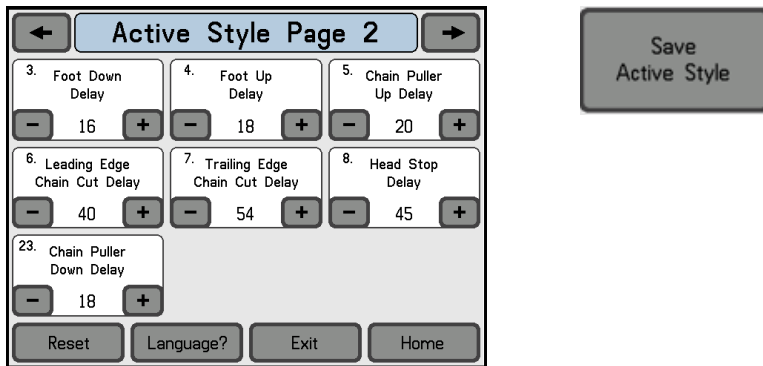 Active Style Page 2
3. Foot Down
Delay
- 16 +
4. Foot Up
Delay
- 18 +
5. Chain Puller
Up Delay
- 20 +
6. Leading Edge
Chain Cut Delay
- 40 +
7. Trailing Edge
Chain Cut Delay
- 54 +
8. Head Stop
Delay
- 45 +
23. Chain Puller
Down Delay
- 18 +
Reset
Language?
Exit
Home
Save
Active Style